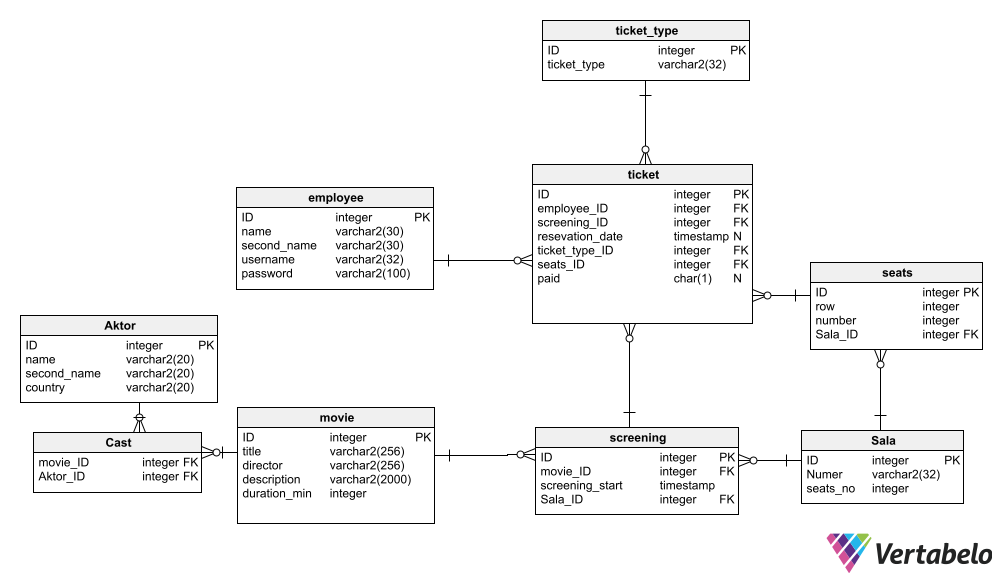 ticket_type
ID integer PK
ticket_type varchar2(32)
ticket
ID integer PK
employee_ID integer FK
screening_ID integer FK
resevation_date timestamp N
ticket_type_ID integer FK
seats_ID integer FK
paid char(1) N
employee
ID integer PK
name varchar2(30)
second_name varchar2(30)
username varchar2(32)
password varchar2(100)
seats
ID integer PK
row integer
number integer
Sala_ID integer FK
Aktor
ID integer PK
name varchar2(20)
second_name varchar2(20)
country varchar2(20)
Cast
movie_ID integer FK
Aktor_ID integer FK
movie
ID integer PK
title varchar2(256)
director varchar2(256)
description varchar2(2000)
duration_min integer
screening
ID integer PK
movie_ID integer FK
screening_start timestamp
Sala_ID integer FK
Sala
ID integer PK
Numer varchar2(32)
seats_no integer
Vertabelo